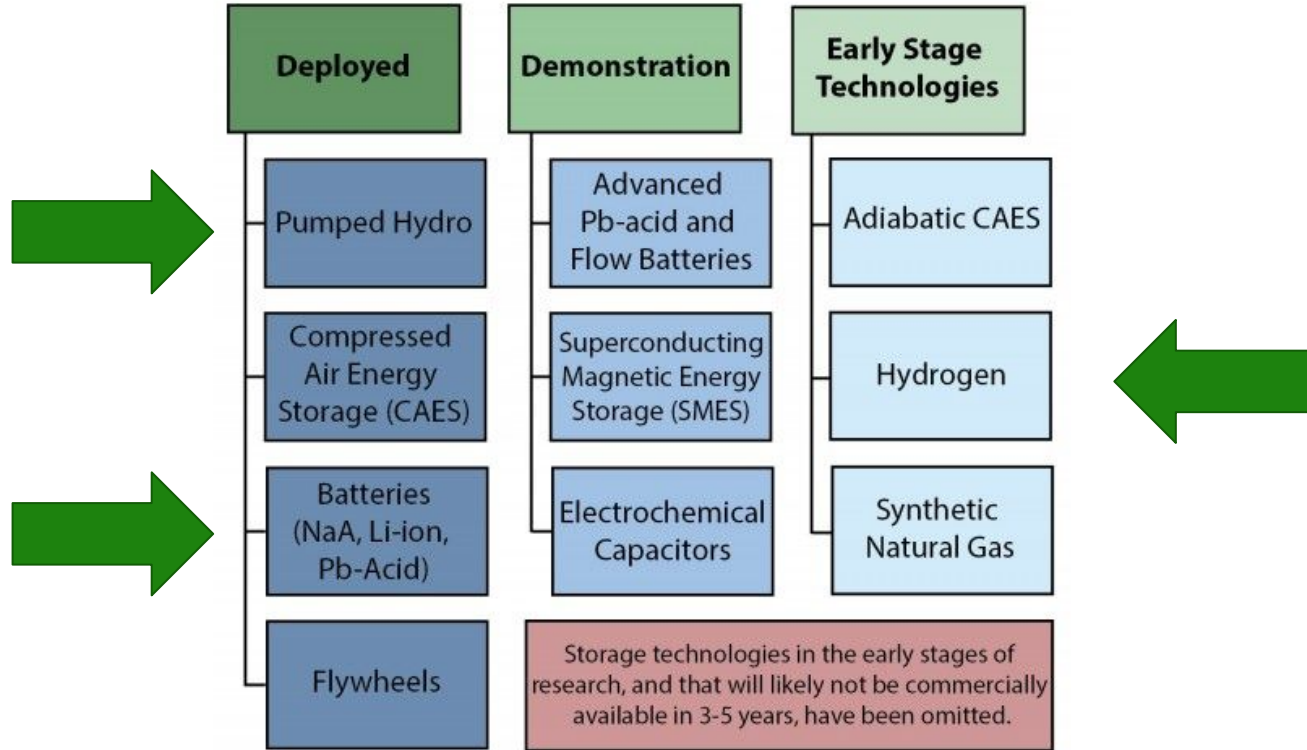 Deployed
Pumped Hydro
Compressed
Air Energy
Storage (CAES)
Batteries
(NaA, Li-ion,
Pb-Acid)
Flywheels
Demonstration
Advanced
Pb-acid and
Flow Batteries
Superconducting
Magnetic Energy
Storage (SMES)
Electrochemical
Capacitors
Early Stage
Technologies
Adiabatic CAES
Hydrogen
Synthetic
Natural Gas
Storage technologies in the early stages of
research, and that will likely not be commercially
available in 3-5 years, have been omitted.